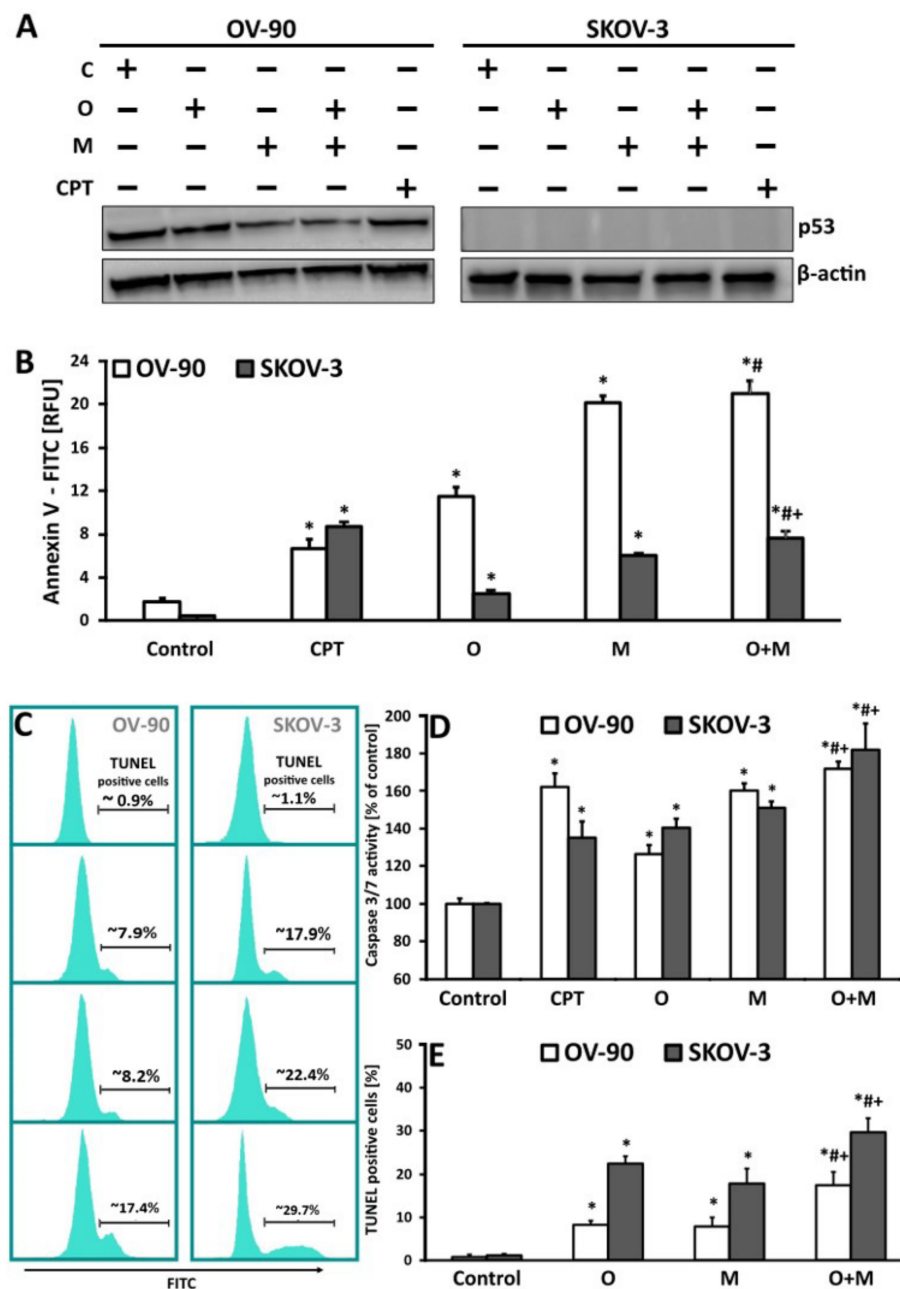 A
OV-90 SKOV-3
C + − − − − + − − − −
O − + − + − − + − + −
M − − + + − − − + + −
CPT − − − − + − − − − +
p53
β-actin
B
OV-90 SKOV-3
Annexin V - FITC [RFU]
24
20
16
12
8
4
0
* * * * * * *# *#+
Control CPT O M O+M
C
OV-90 SKOV-3
TUNEL TUNEL
positive cells positive cells
~ 0.9% ~1.1%
~7.9% ~17.9%
~8.2% ~22.4%
~17.4% ~29.7%
FITC
D
OV-90 SKOV-3
Caspase 3/7 activity [% of control]
200
180
160
140
120
100
80
60
* * * * * * *#+ *#+
Control CPT O M O+M
E
OV-90 SKOV-3
TUNEL positive cells [%]
50
40
30
20
10
0
* * * * *#+ *#+
Control O M O+M